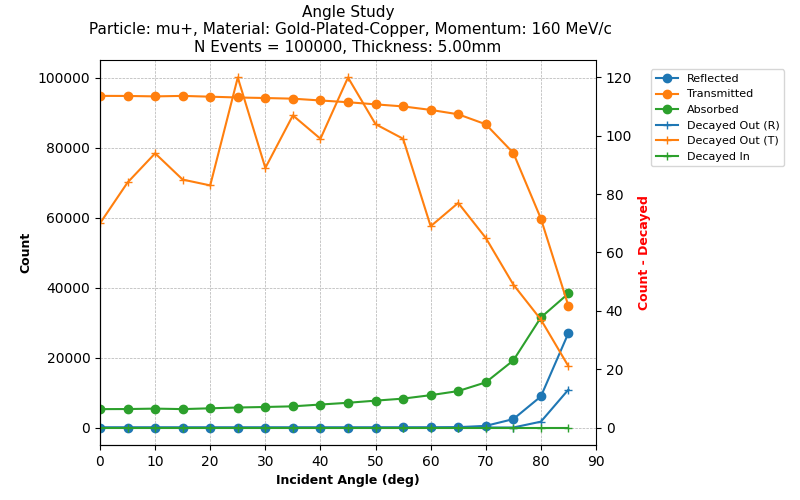 Angle Study
Particle: mu+, Material: Gold-Plated-Copper, Momentum: 160 MeV/c
N Events = 100000, Thickness: 5.00mm
100000
80000
60000
40000
20000
0
Count
0 10 20 30 40 50 60 70 80 90
Incident Angle (deg)
120
100
80
60
40
20
0
Count - Decayed
Reflected
Transmitted
Absorbed
Decayed Out (R)
Decayed Out (T)
Decayed In